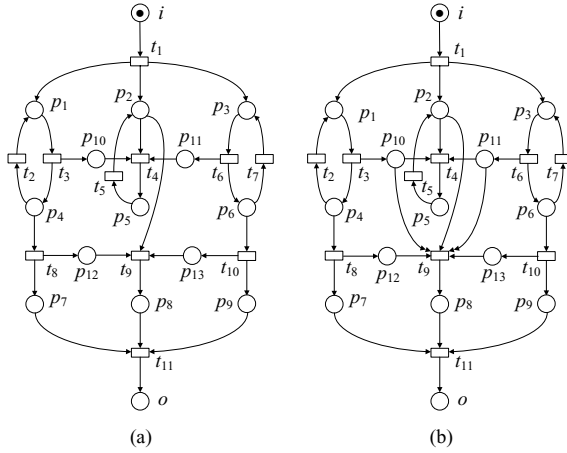 i i
t1 t1
p1 p2 p3 p1 p2 p3
p10 p11 p10 p11
t2 t3 t5 t4 t6 t7 t2 t3 t5 t4 t6 t7
p4 p5 p6 p4 p5 p6
t8 p12 t9 p13 t10 t8 p12 t9 p13 t10
p7 p8 p9 p7 p8 p9
t11 t11
o o
(a) (b)